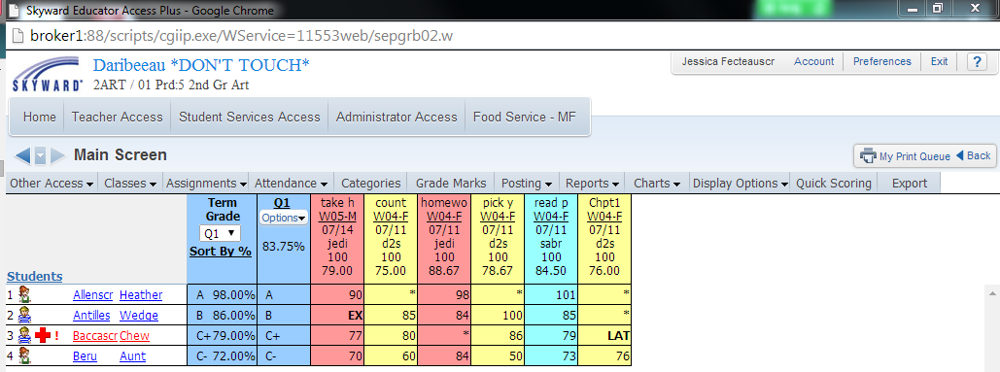 Skyward Educator Access Plus - Google Chrome
broker1:88/scripts/cgiip.exe/WService=11553web/sepgrb02.w
SKYWARD Daribeeau *DON'T TOUCH*
2ART / 01 Prd:5 2nd Gr Art
Jessica Fecteauscr Account Preferences Exit ?
Home Teacher Access Student Services Access Administrator Access Food Service - MF
Main Screen
My Print Queue Back
Other Access Classes Assignments Attendance Categories Grade Marks Posting Reports Charts Display Options Quick Scoring Export
Term Q1 take h count homewo pick y read p Chpt1
Grade Options W05-M W04-F W04-F W04-F W04-F W04-F
Q1 07/14 07/11 07/11 07/11 07/11 07/11
Sort By % 83.75% jedi d2s jedi d2s sabr d2s
100 100 100 100 100 100
Students 79.00 75.00 88.67 78.67 84.50 76.00
1 Allenscr Heather A 98.00% A 90 * 98 * 101 *
2 Antilles Wedge B 86.00% B EX 85 84 100 85 *
3 ! Baccascr Chew C+ 79.00% C+ 77 80 * 86 79 LAT
4 Beru Aunt C- 72.00% C- 70 60 84 50 73 76